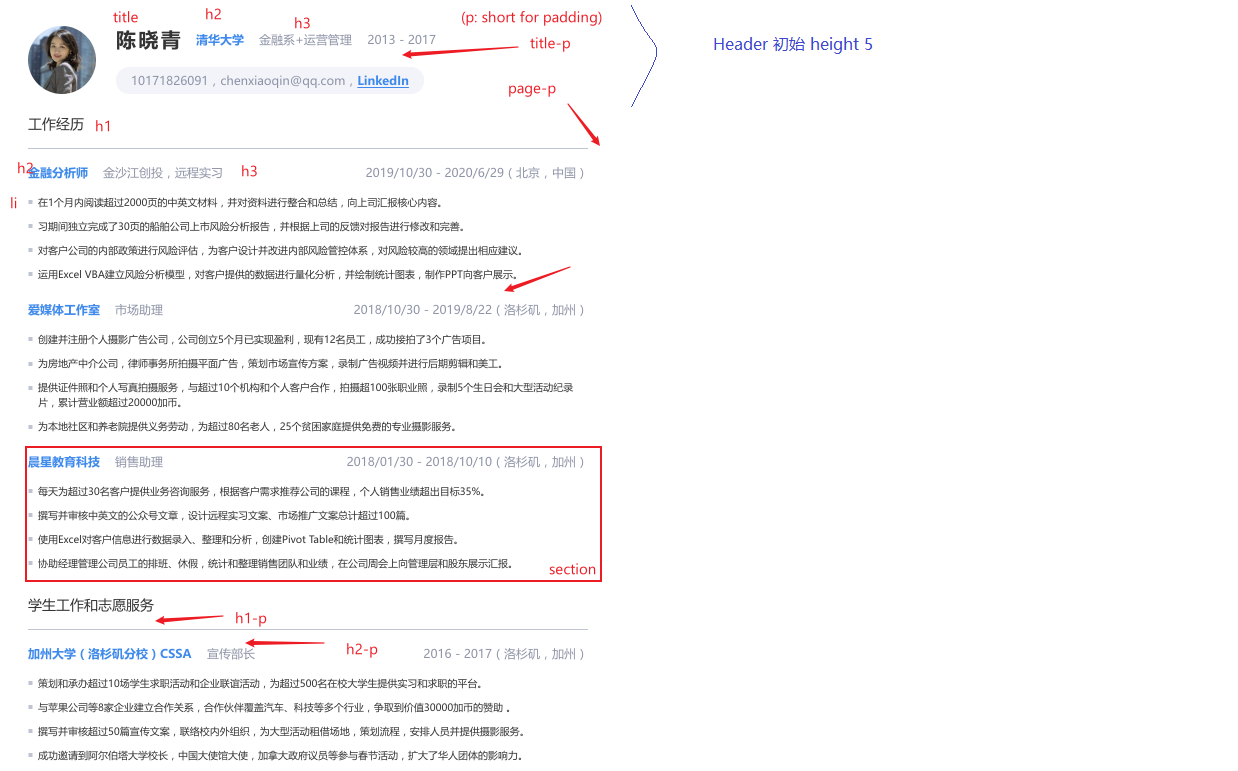 title
h2
h3
(p: short for padding)
陈晓青 清华大学 金融系+运营管理 2013 - 2017
title-p
Header 初始 height 5
10171826091，chenxiaoqin@qq.com，LinkedIn
page-p
工作经历 h1
h2
金融分析师 金沙江创投，远程实习 h3 2019/10/30 - 2020/6/29（北京，中国）
li
在1个月内阅读超过2000页的中英文材料，并对资料进行整合和总结，向上司汇报核心内容。
习期间独立完成了30页的船舶公司上市风险分析报告，并根据上司的反馈对报告进行修改和完善。
对客户公司的内部政策进行风险评估，为客户设计并改进内部风险管控体系，对风险较高的领域提出相应建议。
运用Excel VBA建立风险分析模型，对客户提供的数据进行量化分析，并绘制统计图表，制作PPT向客户展示。
爱媒体工作室 市场助理 2018/10/30 - 2019/8/22（洛杉矶，加州）
创建并注册个人摄影广告公司，公司创立5个月已实现盈利，现有12名员工，成功接拍了3个广告项目。
为房地产中介公司，律师事务所拍摄平面广告，策划市场宣传方案，录制广告视频并进行后期剪辑和美工。
提供证件照和个人写真拍摄服务，与超过10个机构和个人客户合作，拍摄超100张职业照，录制5个生日会和大型活动纪录
片，累计营业额超过20000加币。
为本地社区和养老院提供义务劳动，为超过80名老人，25个贫困家庭提供免费的专业摄影服务。
晨星教育科技 销售助理 2018/01/30 - 2018/10/10（洛杉矶，加州）
每天为超过30名客户提供业务咨询服务，根据客户需求推荐公司的课程，个人销售业绩超出目标35%。
撰写并审核中英文的公众号文章，设计远程实习文案、市场推广文案总计超过100篇。
使用Excel对客户信息进行数据录入、整理和分析，创建Pivot Table和统计图表，撰写月度报告。
协助经理管理公司员工的排班、休假，统计和整理销售团队和业绩，在公司周会上向管理层和股东展示汇报。
section
学生工作和志愿服务
h1-p
h2-p
加州大学（洛杉矶分校）CSSA 宣传部长 2016 - 2017（洛杉矶，加州）
策划和承办超过10场学生求职活动和企业联谊活动，为超过500名在校大学生提供实习和求职的平台。
与苹果公司等8家企业建立合作关系，合作伙伴覆盖汽车、科技等多个行业，争取到价值30000加币的赞助 。
撰写并审核超过50篇宣传文案，联络校内外组织，为大型活动租借场地，策划流程，安排人员并提供摄影服务。
成功邀请到阿尔伯塔大学校长，中国大使馆大使，加拿大政府议员等参与春节活动，扩大了华人团体的影响力。